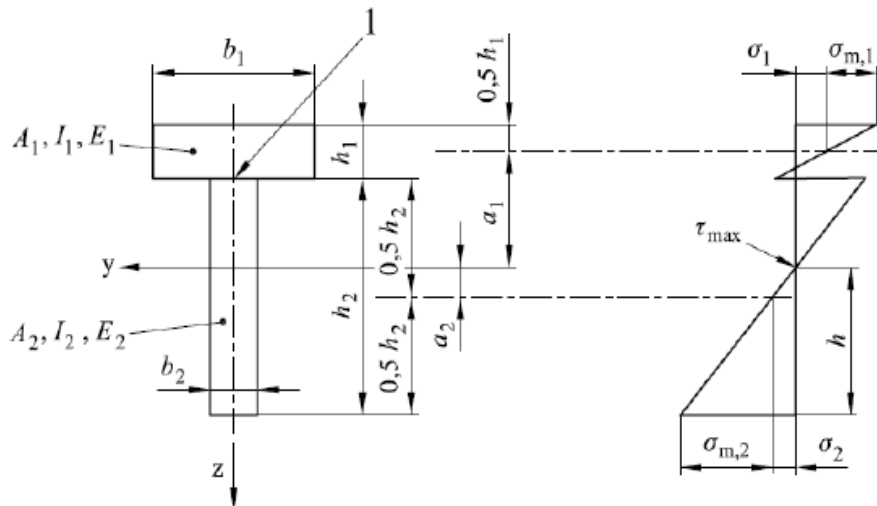 1
b₁
0,5 h₁
σ₁
σₘ,₁
A₁, I₁, E₁
h₁
a₁
0,5 h₂
τmax
y
h₂
a₂
h
A₂, I₂, E₂
0,5 h₂
b₂
z
σₘ,₂
σ₂